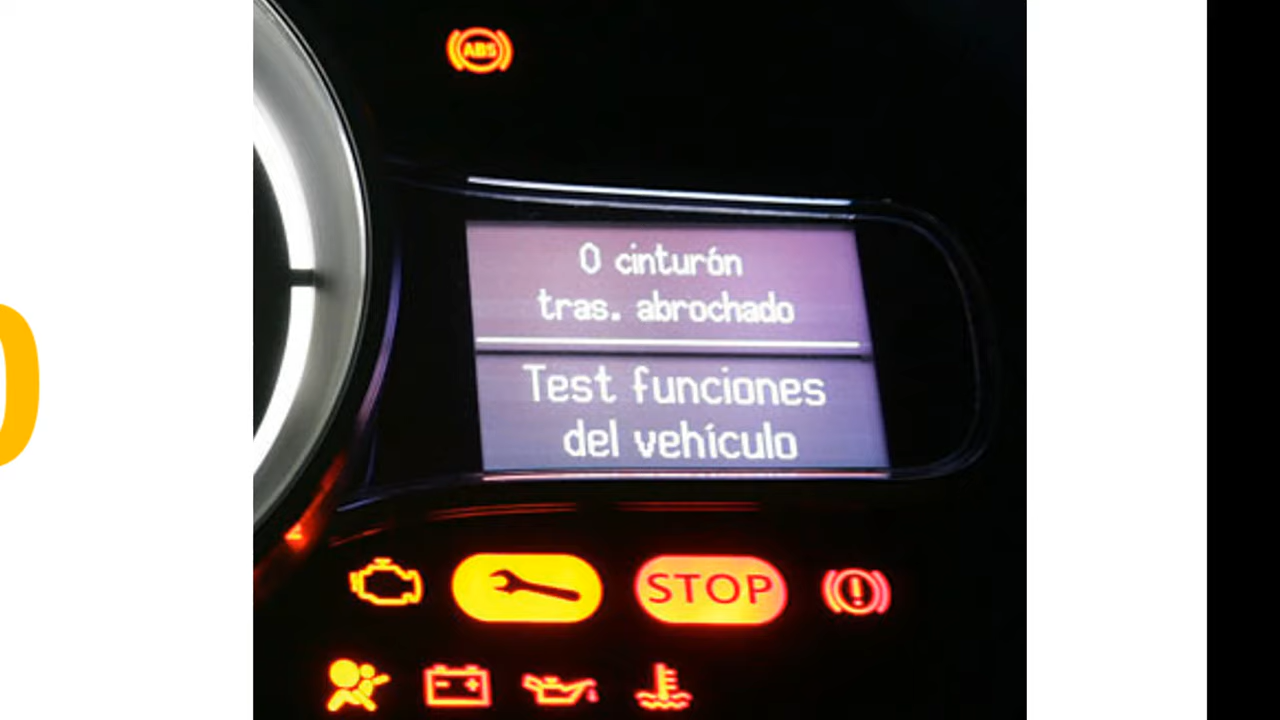 ABS
0 cinturón
tras. abrochado
Test funciones
del vehículo
STOP